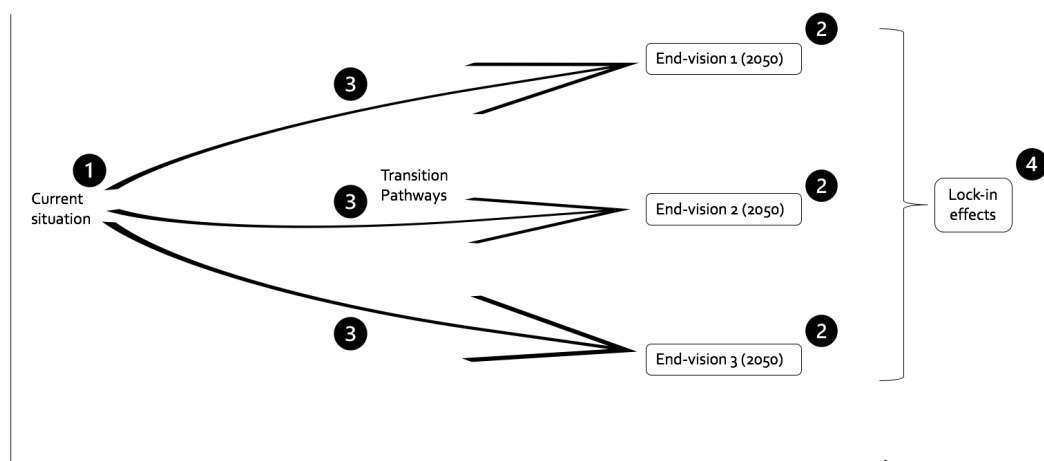 2
End-vision 1 (2050)
3
1
Current
situation
Transition
Pathways
3
2
End-vision 2 (2050)
4
Lock-in
effects
3
2
End-vision 3 (2050)